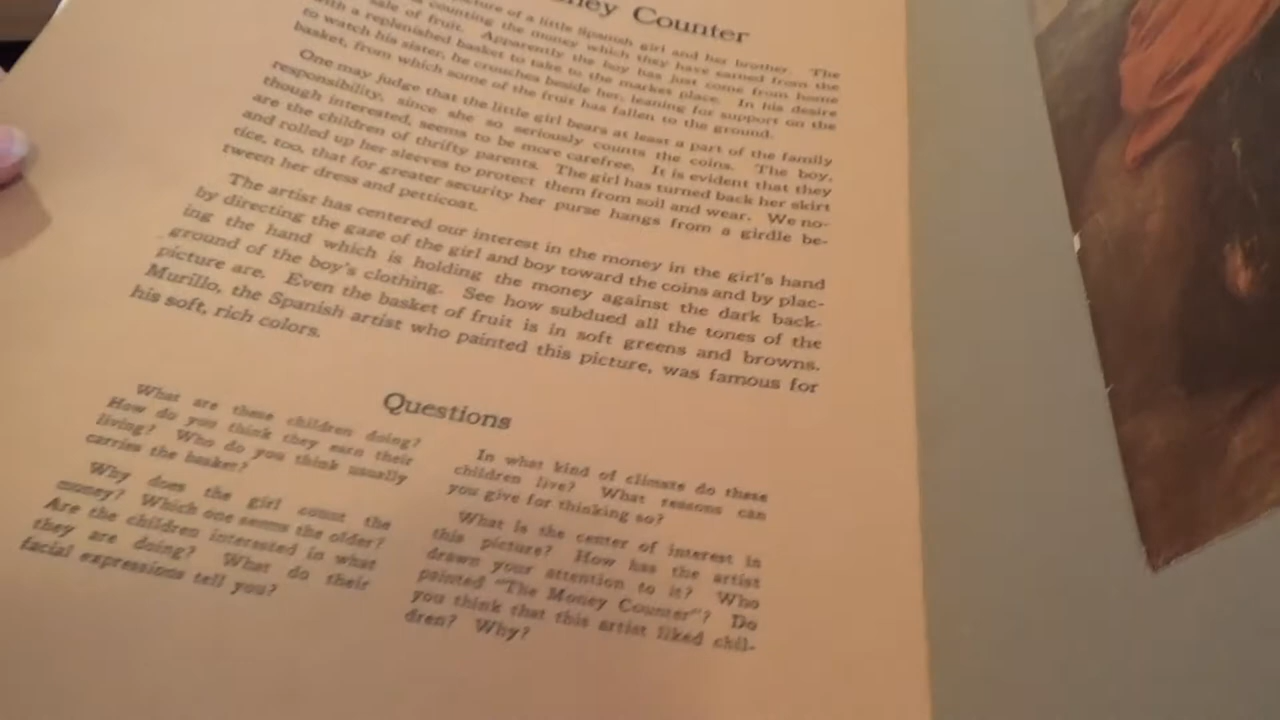 ney Counter
cture of a little Spanish girl and her brother. The
counting the money which they have earned from the
sale of fruit. Apparently the boy has just come from home
with a replenished basket to take to the market place. In his desire
to watch his sister, he crouches beside her, leaning for support on the
basket, from which some of the fruit has fallen to the ground.
One may judge that the little girl bears at least a part of the family
responsibility, since she so seriously counts the coins. The boy,
though interested, seems to be more carefree. It is evident that they
are the children of thrifty parents. The girl has turned back her skirt
and rolled up her sleeves to protect them from soil and wear. We no-
tice, too, that for greater security her purse hangs from a girdle be-
tween her dress and petticoat.
The artist has centered our interest in the money in the girl's hand
by directing the gaze of the girl and boy toward the coins and by plac-
ing the hand which is holding the money against the dark back-
ground of the boy's clothing. See how subdued all the tones of the
picture are. Even the basket of fruit is in soft greens and browns.
Murillo, the Spanish artist who painted this picture, was famous for
his soft, rich colors.
Questions
What are these children doing?
How do you think they earn their
living? Who do you think usually
carries the basket?
Why does the girl count the
money? Which one seems the older?
Are the children interested in what
they are doing? What do their
facial expressions tell you?
In what kind of climate do these
children live? What reasons can
you give for thinking so?
What is the center of interest in
this picture? How has the artist
drawn your attention to it? Who
painted "The Money Counter"? Do
you think that this artist liked chil-
dren? Why?